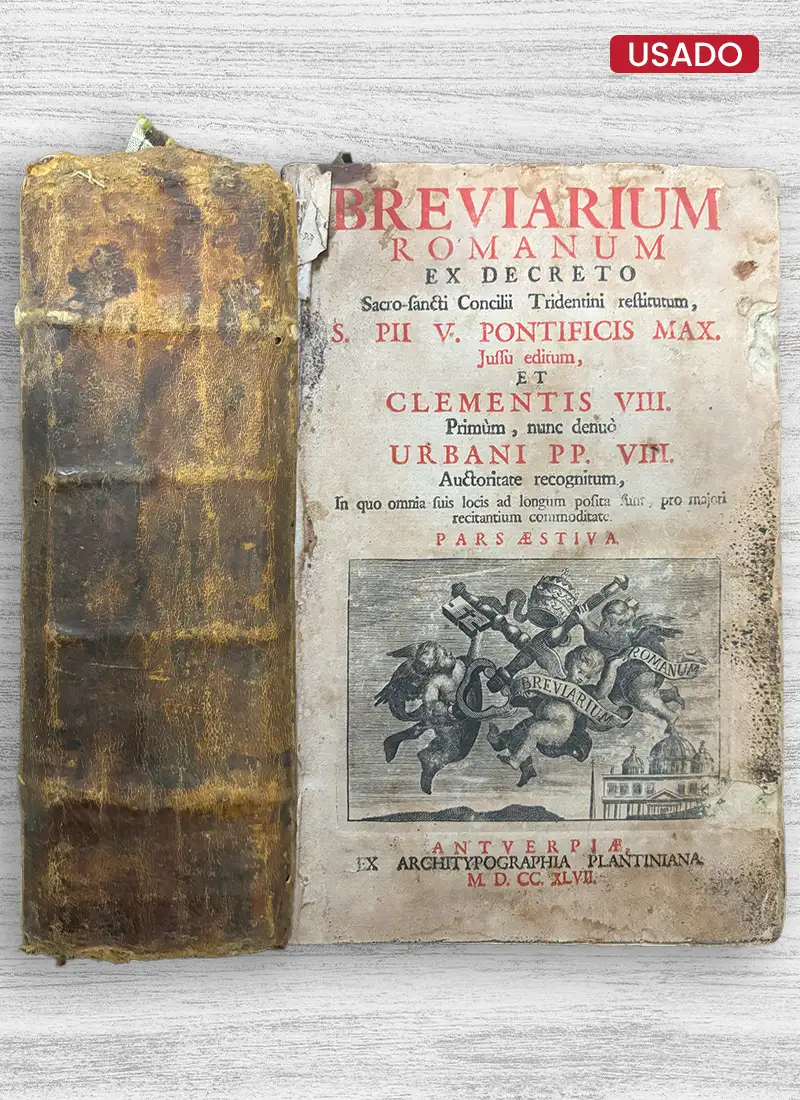 USADO
BREVIARIUM
ROMANUM
EX DECRETO
Sacro-ſancti Concilii Tridentini reſtitutum,
S. PII V. PONTIFICIS MAX.
Juſſu editum,
ET
CLEMENTIS VIII.
Primùm, nunc denuò
URBANI PP. VIII.
Auctoritate recognitum,
In quo omnia ſuis locis ad longum poſita ſunt, pro majori
recitantium commoditate.
PARS ÆSTIVA.
BREVIARIUM
ROMANUM
ANTVERPIÆ,
EX ARCHITYPOGRAPHIA PLANTINIANA.
M. D. CC. XLVII.